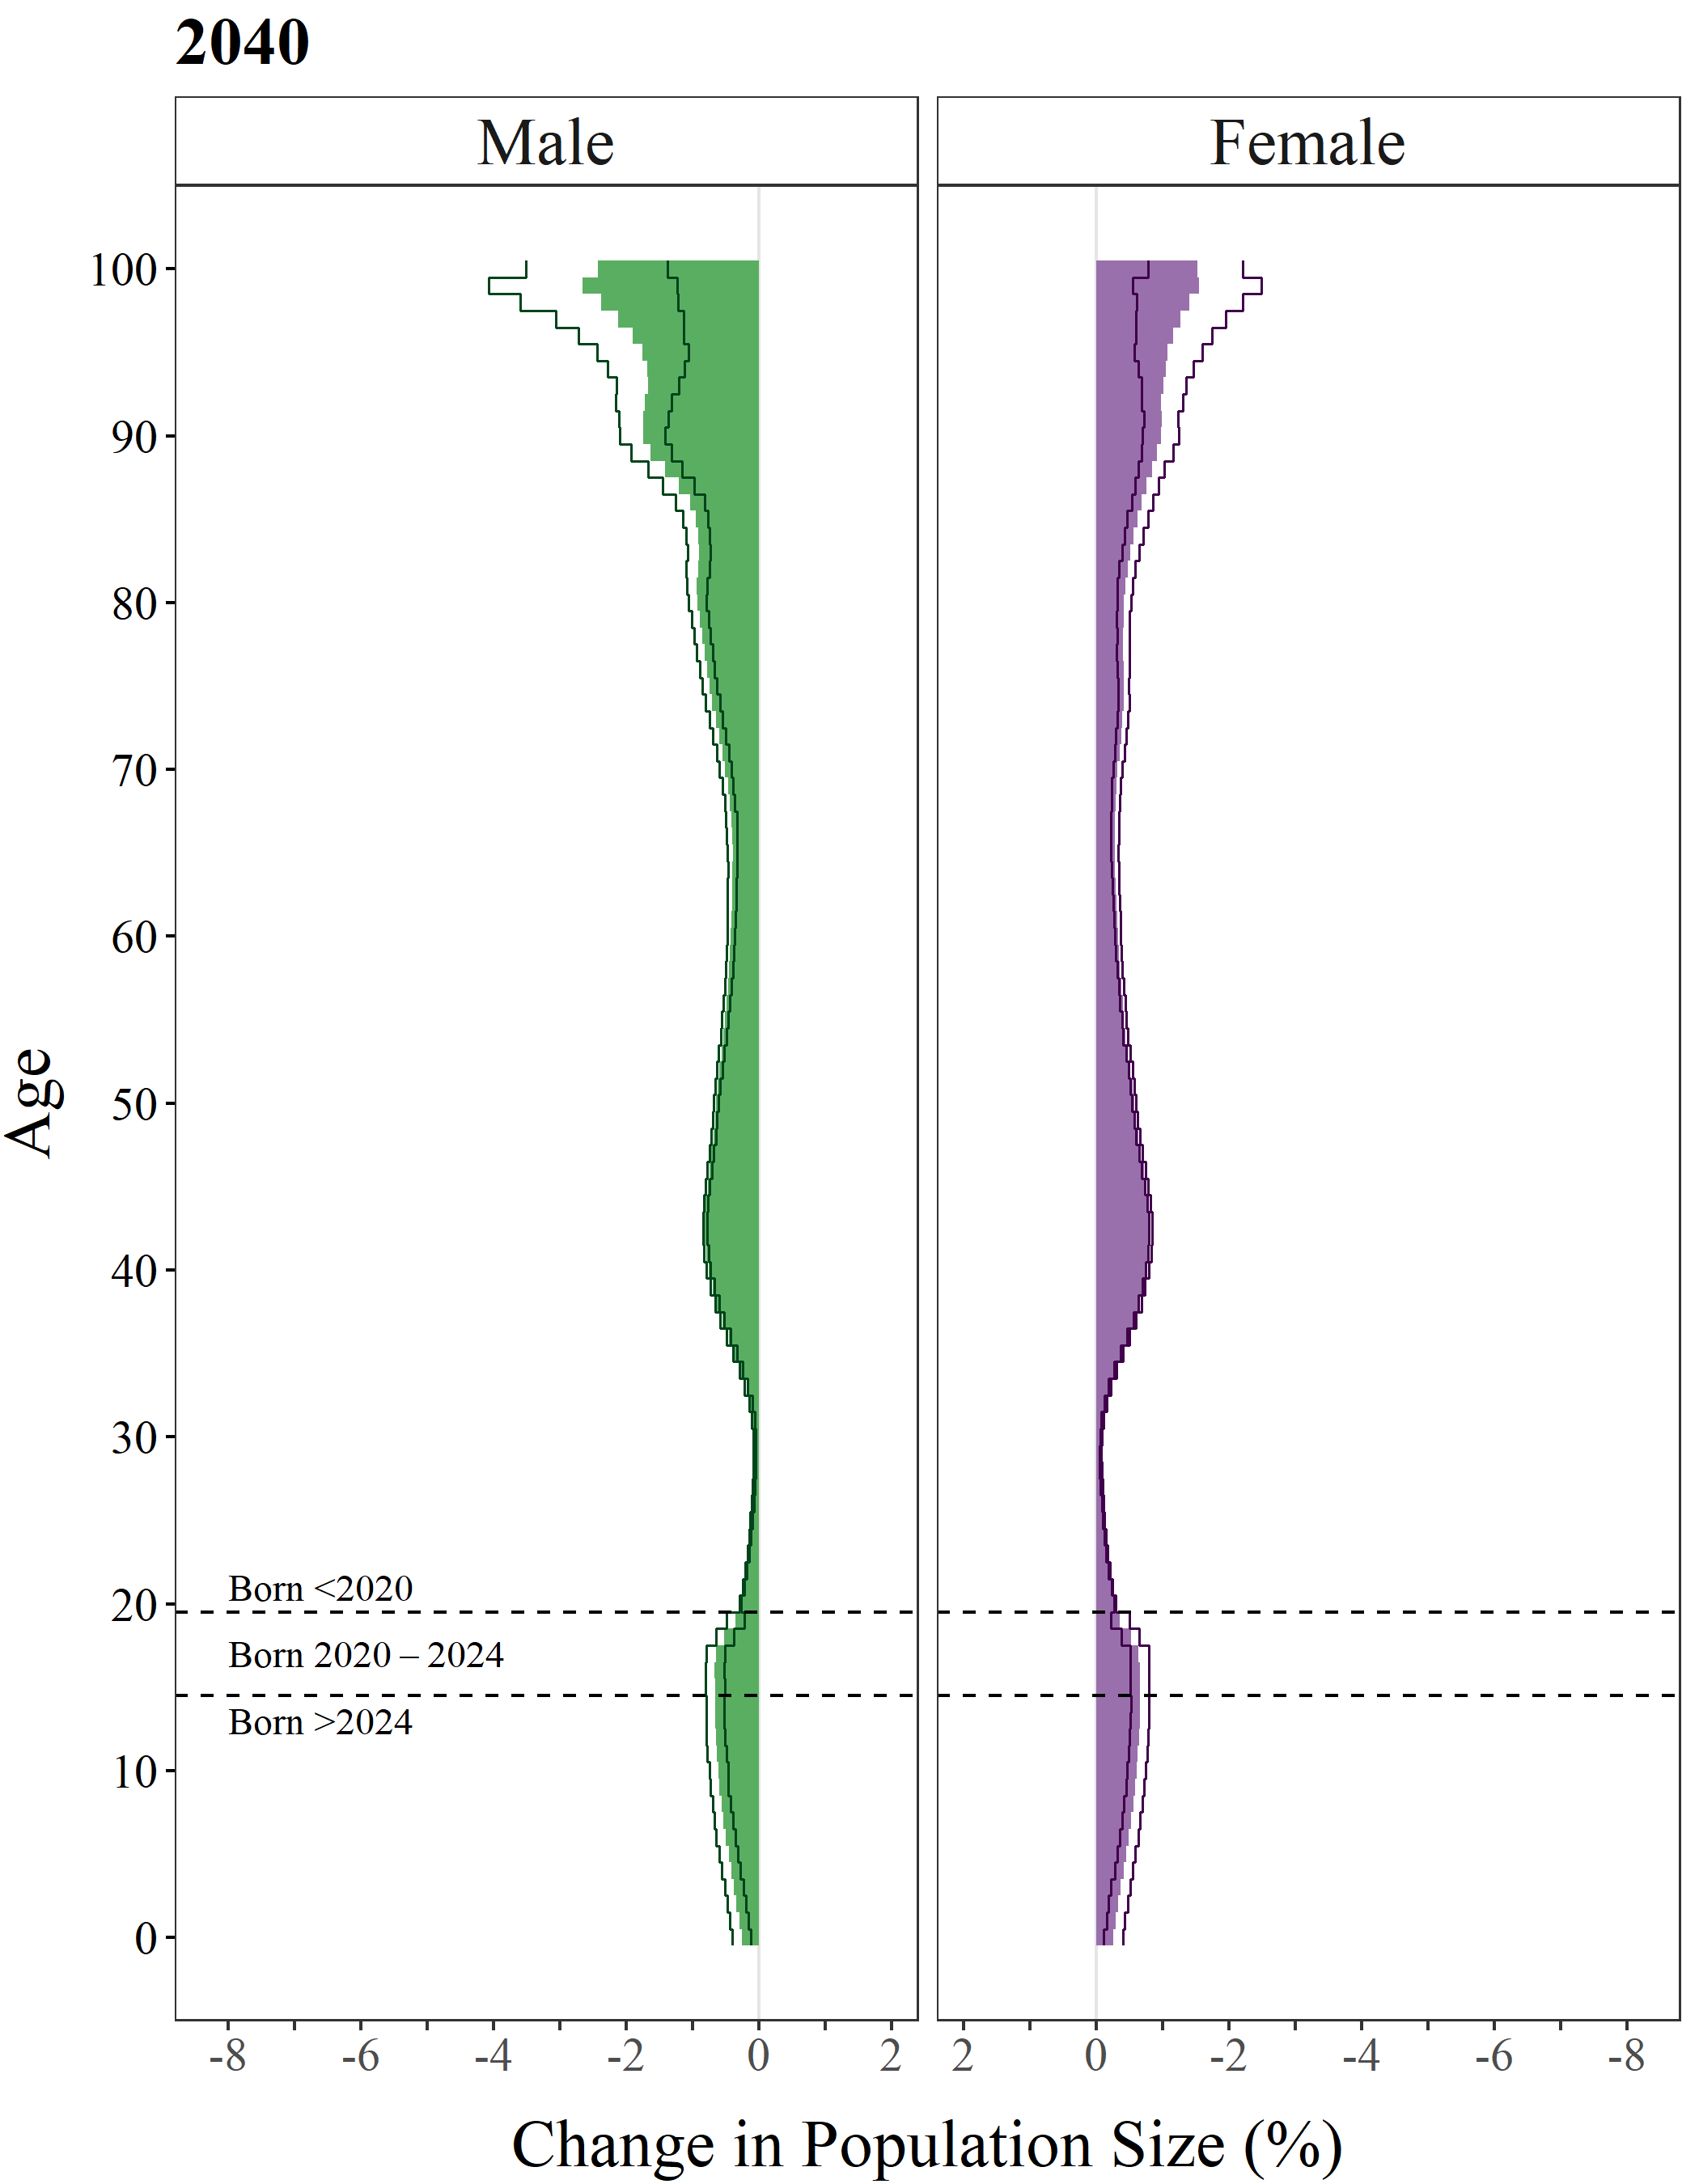 2040
Male
Female
100
90
80
70
60
50
40
30
20
10
0
Age
Born <2020
Born 2020 – 2024
Born >2024
-8 -6 -4 -2 0 2
2 0 -2 -4 -6 -8
Change in Population Size (%)